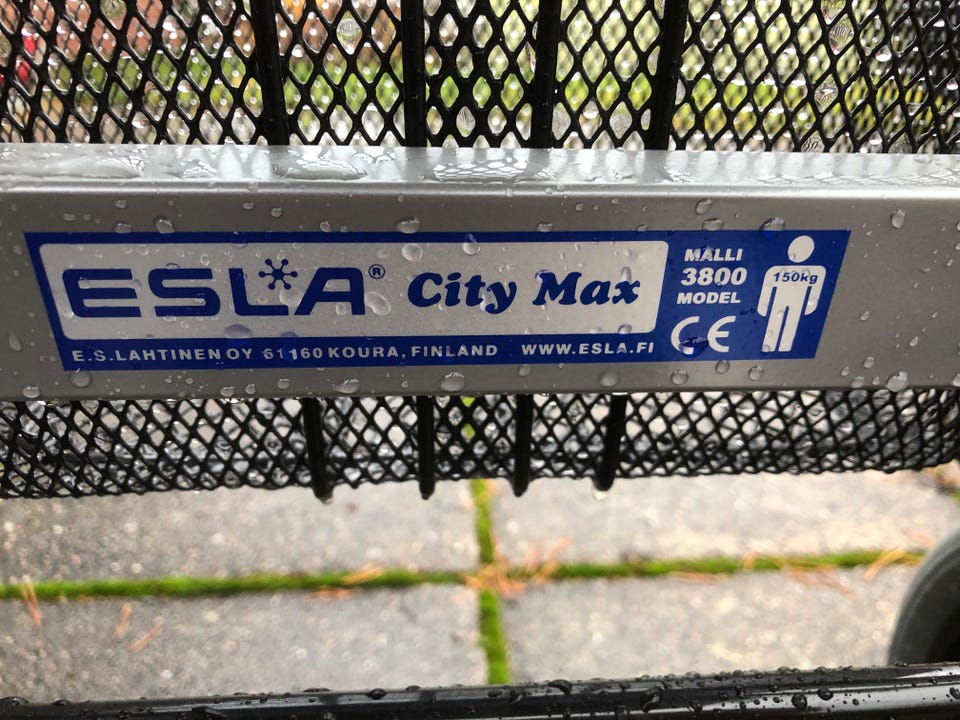 ESLA® City Max
MALLI
3800
MODEL
CE
150kg
E.S.LAHTINEN OY 61160 KOURA, FINLAND WWW.ESLA.FI